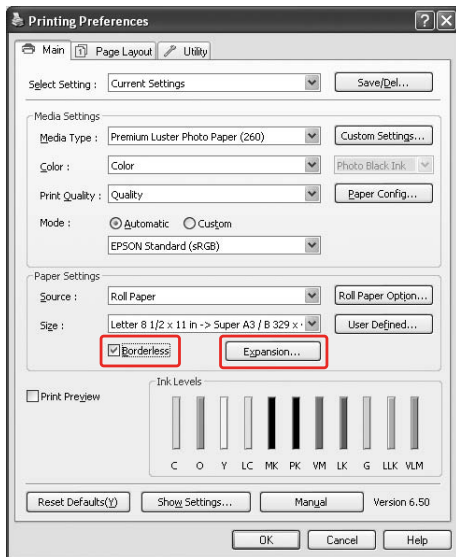 Printing Preferences
Main Page Layout Utility
Select Setting : Current Settings Save/Del...
Media Settings
Media Type : Premium Luster Photo Paper (260) Custom Settings...
Color : Color Photo Black Ink
Print Quality : Quality Paper Config...
Mode : Automatic Custom
EPSON Standard (sRGB)
Paper Settings
Source : Roll Paper Roll Paper Option...
Size : Letter 8 1/2 x 11 in -> Super A3 / B 329 x User Defined...
Borderless Expansion...
Print Preview Ink Levels
C O Y LC MK PK VM LK G LLK VLM
Reset Defaults(Y) Show Settings... Manual Version 6.50
OK Cancel Help